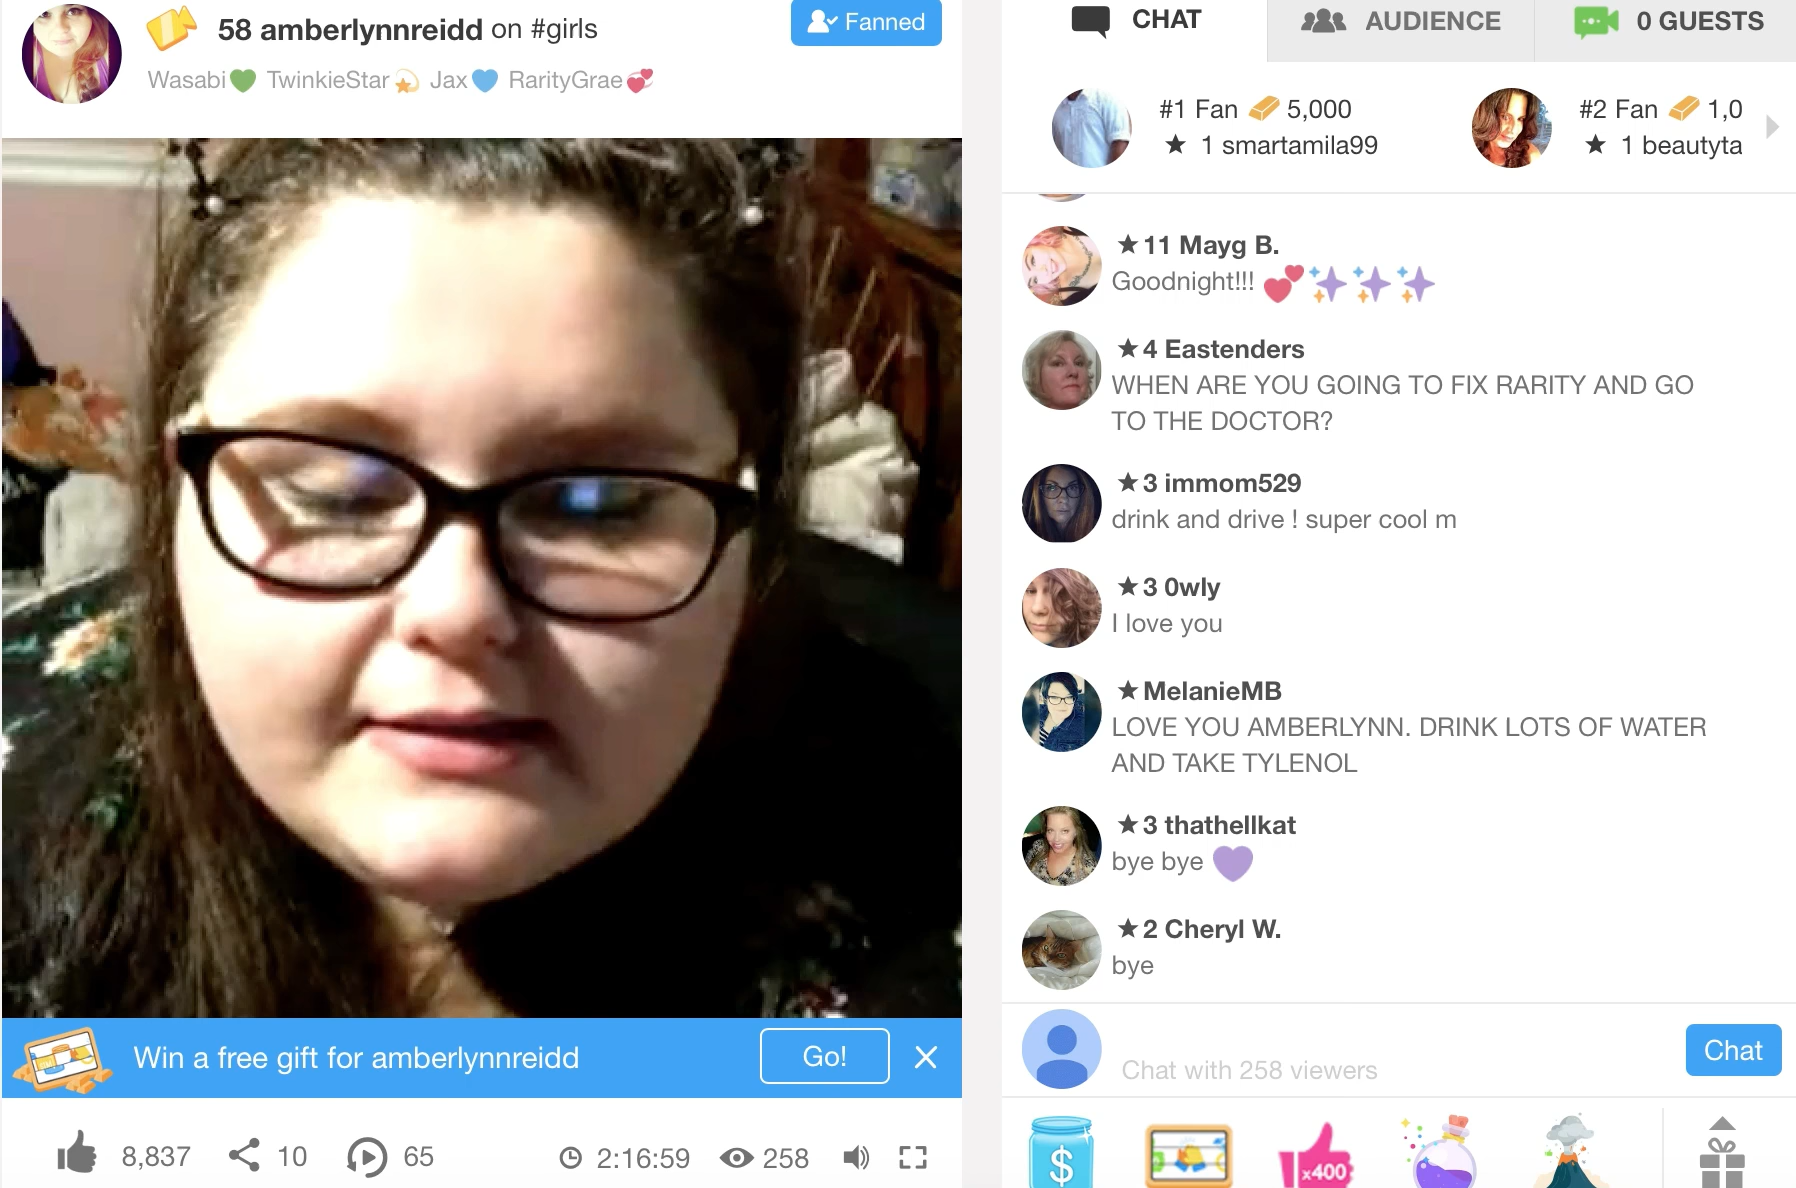 58 amberlynnreidd on #girls
Fanned
Wasabi💚 TwinkieStar💫 Jax💙 RarityGrae💞
Win a free gift for amberlynnreidd
Go!
8,837
10
65
2:16:59
258
CHAT
AUDIENCE
0 GUESTS
#1 Fan 5,000
★ 1 smartamila99
#2 Fan 1,0
★ 1 beautyta
★11 Mayg B.
Goodnight!!! 💕✨✨✨
★4 Eastenders
WHEN ARE YOU GOING TO FIX RARITY AND GO
TO THE DOCTOR?
★3 immom529
drink and drive ! super cool m
★3 0wly
I love you
★MelanieMB
LOVE YOU AMBERLYNN. DRINK LOTS OF WATER
AND TAKE TYLENOL
★3 thathellkat
bye bye 💜
★2 Cheryl W.
bye
Chat with 258 viewers
Chat
$
x400